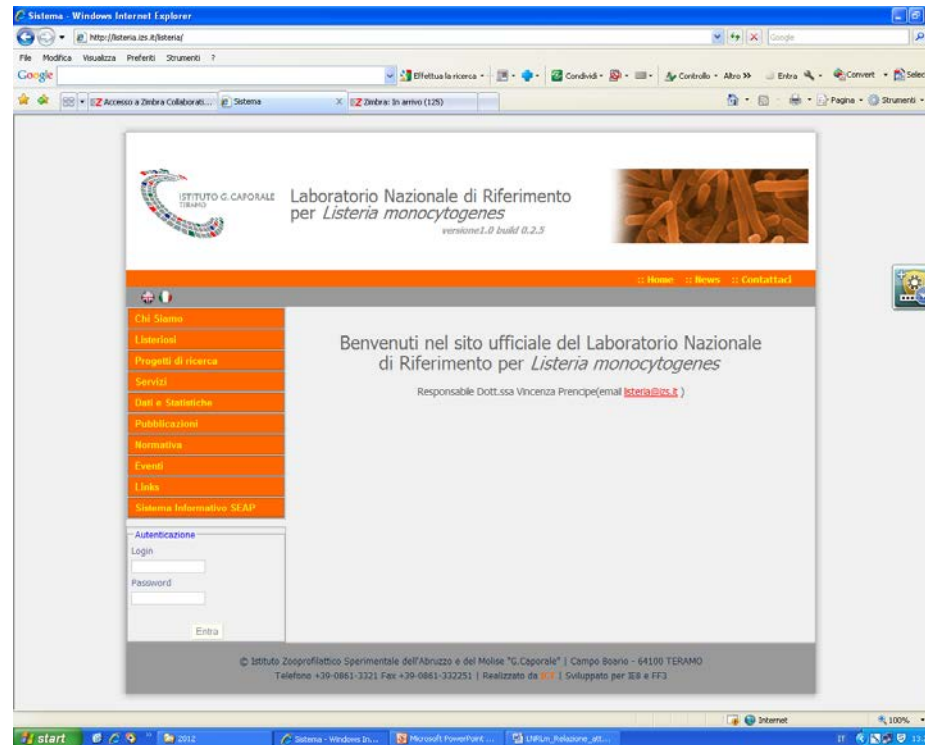 Sistema - Windows Internet Explorer
http://listeria.izs.it/listeria/
Google
File Modifica Visualizza Preferiti Strumenti ?
Google
Effettua la ricerca
Condividi
Controllo
Altro »
Entra
Convert
Selec
Accesso a Zimbra Collaborati...
Sistema
Zimbra: In arrivo (125)
Pagina
Strumenti
ISTITUTO G. CAPORALE
TERAMO
Laboratorio Nazionale di Riferimento
per Listeria monocytogenes
versione1.0 build 0.2.5
:: Home :: News :: Contattaci
Chi Siamo
Listeriosi
Progetti di ricerca
Servizi
Dati e Statistiche
Pubblicazioni
Normativa
Eventi
Links
Sistema Informativo SEAP
Benvenuti nel sito ufficiale del Laboratorio Nazionale
di Riferimento per Listeria monocytogenes
Responsabile Dott.ssa Vincenza Prencipe(email listeria@izs.it )
Autenticazione
Login
Password
Entra
© Istituto Zooprofilattico Sperimentale dell'Abruzzo e del Molise "G.Caporale" | Campo Boario - 64100 TERAMO
Telefono +39-0861-3321 Fax +39-0861-332251 | Realizzato da | Sviluppato per IE8 e FF3
Internet
100%
start
2012
Sistema - Windows In...
Microsoft PowerPoint ...
IT